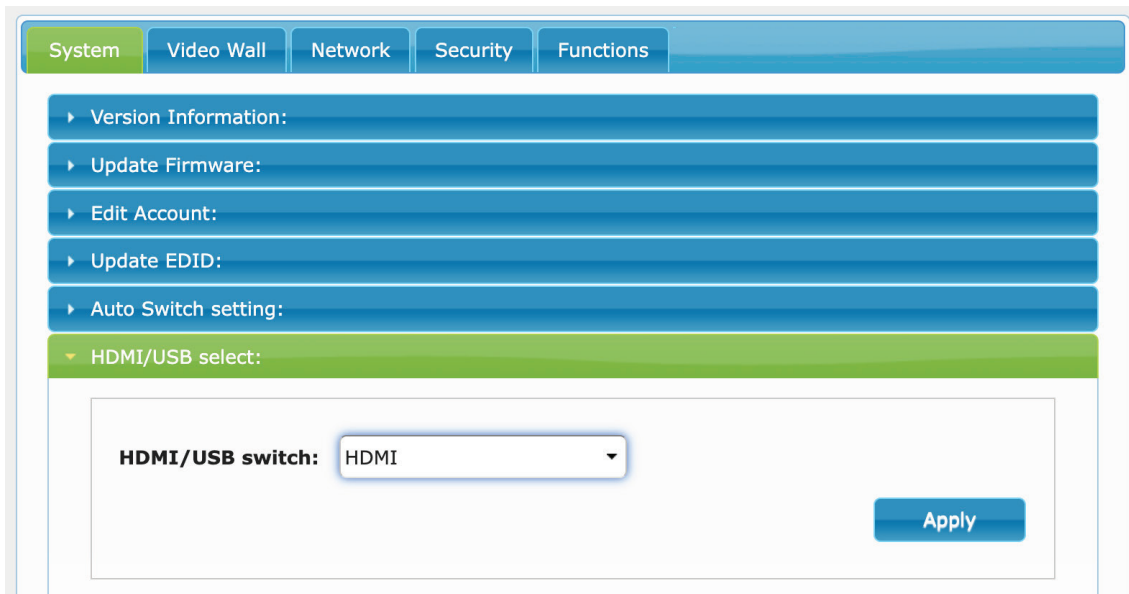 System Video Wall Network Security Functions
Version Information:
Update Firmware:
Edit Account:
Update EDID:
Auto Switch setting:
HDMI/USB select:
HDMI/USB switch: HDMI
Apply